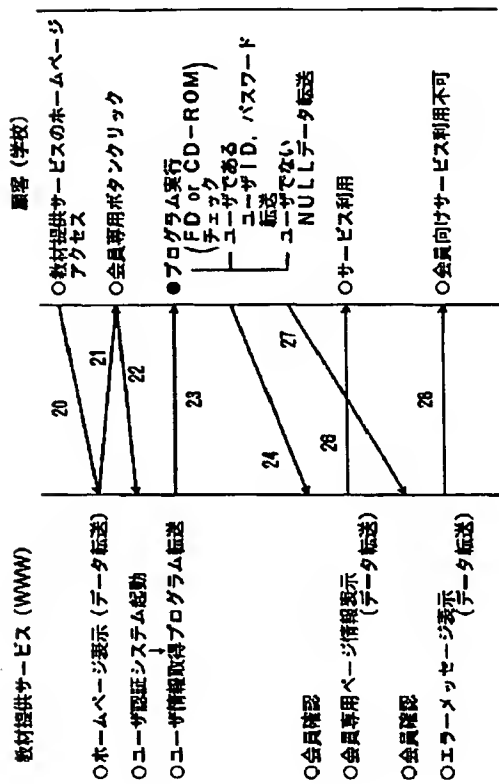 教材提供サービス (WWW)
顧客 (学校)
○教材提供サービスのホームページ
アクセス
20
○ホームページ表示 (データ転送)
21
○会員専用ボタンクリック
22
○ユーザ認証システム起動
↓
○ユーザ情報取得プログラム転送
23
●プログラム実行
(FD or CD-ROM)
チェック
ユーザである
ユーザID, パスワード
転送
ユーザでない
NULLデータ転送
24
○会員確認
26
○会員専用ページ情報表示
(データ転送)
○サービス利用
27
○会員確認
28
○エラーメッセージ表示
(データ転送)
○会員向けサービス利用不可